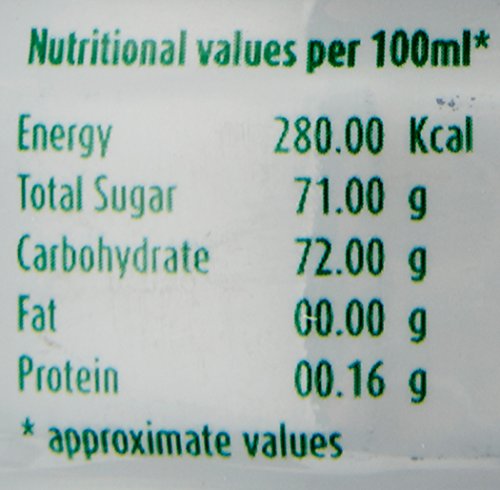 Nutritional values per 100ml*
Energy 280.00 Kcal
Total Sugar 71.00 g
Carbohydrate 72.00 g
Fat 00.00 g
Protein 00.16 g
* approximate values